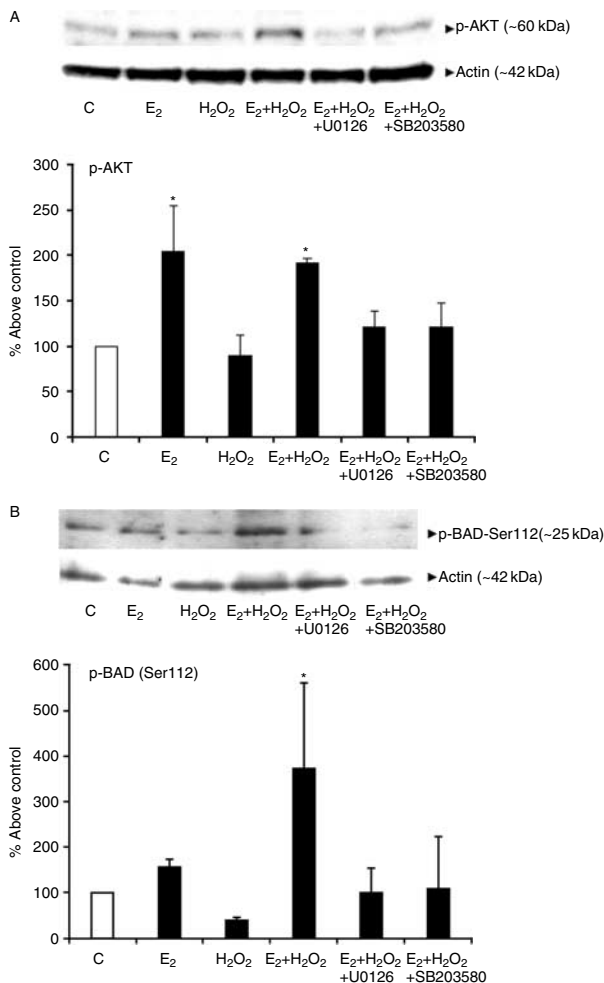 A
►p-AKT (~60 kDa)
►Actin (~42 kDa)
C E₂ H₂O₂ E₂+H₂O₂ E₂+H₂O₂ E₂+H₂O₂
+U0126 +SB203580
300
p-AKT
250
*
*
200
150
100
50
0
% Above control
C E₂ H₂O₂ E₂+H₂O₂ E₂+H₂O₂ E₂+H₂O₂
+U0126 +SB203580
B
►p-BAD-Ser112(~25 kDa)
►Actin (~42 kDa)
C E₂ H₂O₂ E₂+H₂O₂ E₂+H₂O₂ E₂+H₂O₂
+U0126 +SB203580
600
p-BAD (Ser112)
*
500
400
300
200
100
0
% Above control
C E₂ H₂O₂ E₂+H₂O₂ E₂+H₂O₂ E₂+H₂O₂
+U0126 +SB203580